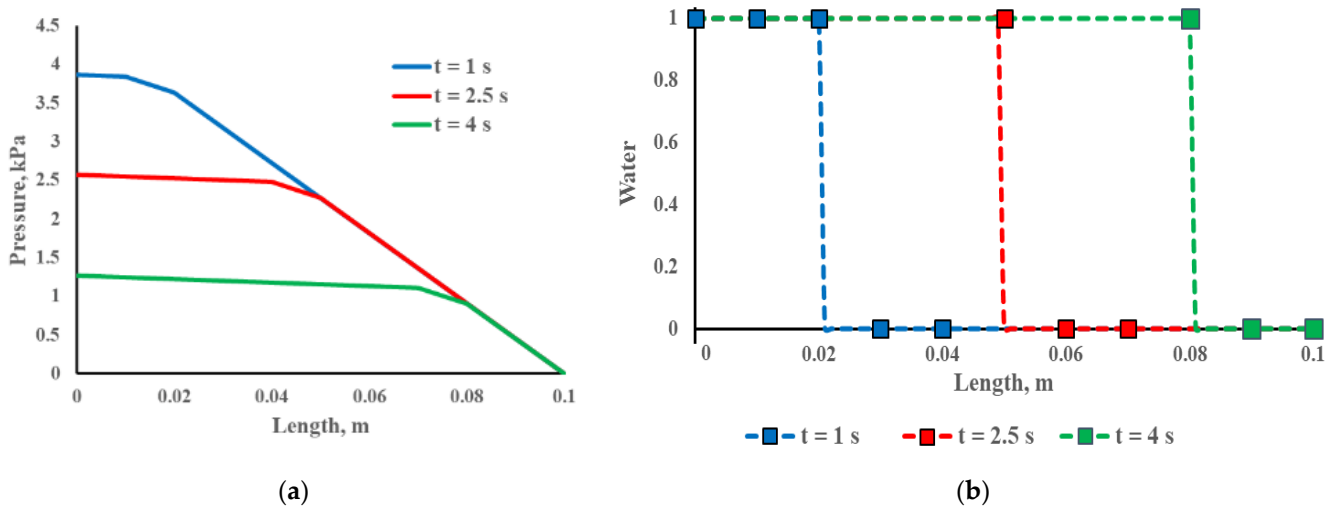 4.5
4
3.5
3
2.5
2
1.5
1
0.5
0
Pressure, kPa
0 0.02 0.04 0.06 0.08 0.1
Length, m
t = 1 s
t = 2.5 s
t = 4 s
(a)
1
0.8
0.6
0.4
0.2
0
Water
0 0.02 0.04 0.06 0.08 0.1
Length, m
t = 1 s t = 2.5 s t = 4 s
(b)